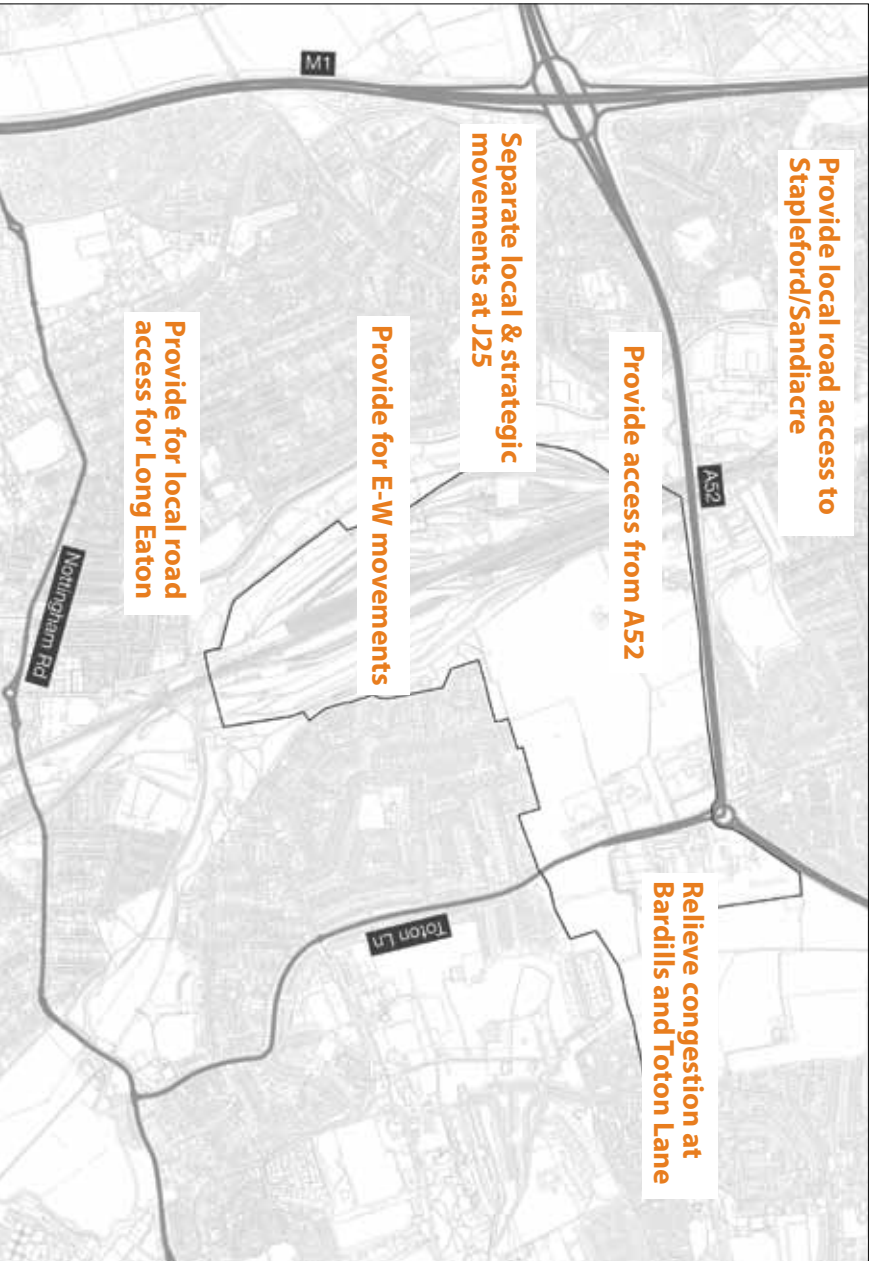 Provide local road access to
Stapleford/Sandiacre
M1
Separate local & strategic
movements at J25
A52
Provide access from A52
Relieve congestion at
Bardills and Toton Lane
Provide for E-W movements
Toton Ln
Provide for local road
access for Long Eaton
Nottingham Rd